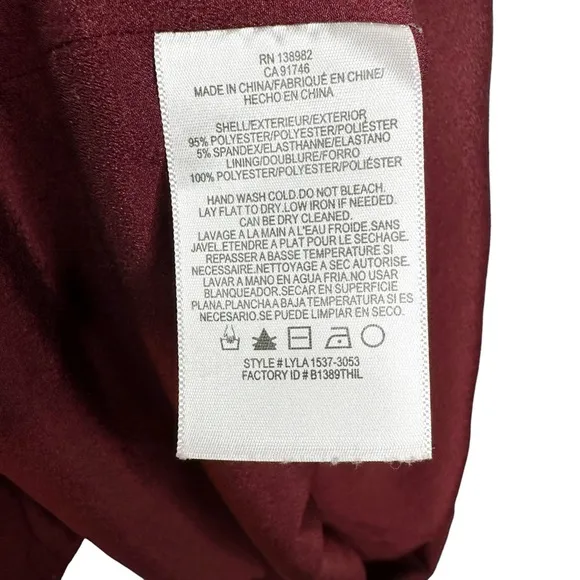 RN 138982
CA 91746
MADE IN CHINA/FABRIQUÉ EN CHINE/
HECHO EN CHINA
SHELL/EXTERIEUR/EXTERIOR
95% POLYESTER/POLYESTER/POLIÉSTER
5% SPANDEX/ELASTHANNE/ELASTANO
LINING/DOUBLURE/FORRO
100% POLYESTER/POLYESTER/POLIÉSTER
HAND WASH COLD.DO NOT BLEACH.
LAY FLAT TO DRY.LOW IRON IF NEEDED.
CAN BE DRY CLEANED.
LAVAGE A LA MAIN A L'EAU FROIDE.SANS
JAVEL.ETENDRE A PLAT POUR LE SECHAGE.
REPASSER A BASSE TEMPERATURE SI
NECESSAIRE.NETTOYAGE A SEC AUTORISE.
LAVAR A MANO EN AGUA FRIA.NO USAR
BLANQUEADOR.SECAR EN SUPERFICIE
PLANA.PLANCHA A BAJA TEMPERATURA SI ES
NECESARIO.SE PUEDE LIMPIAR EN SECO.
STYLE # LYLA 1537-3053
FACTORY ID # B1389THIL